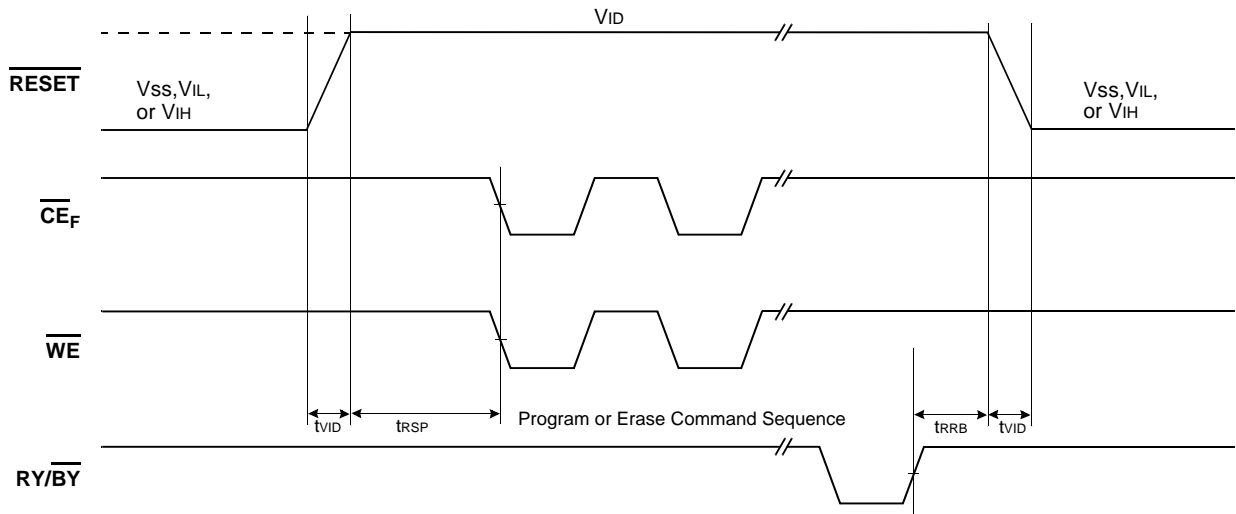 VID
RESET
Vss,VIL,
or VIH
Vss,VIL,
or VIH
CEF
WE
Program or Erase Command Sequence
tVID
tRSP
tRRB
tVID
RY/BY